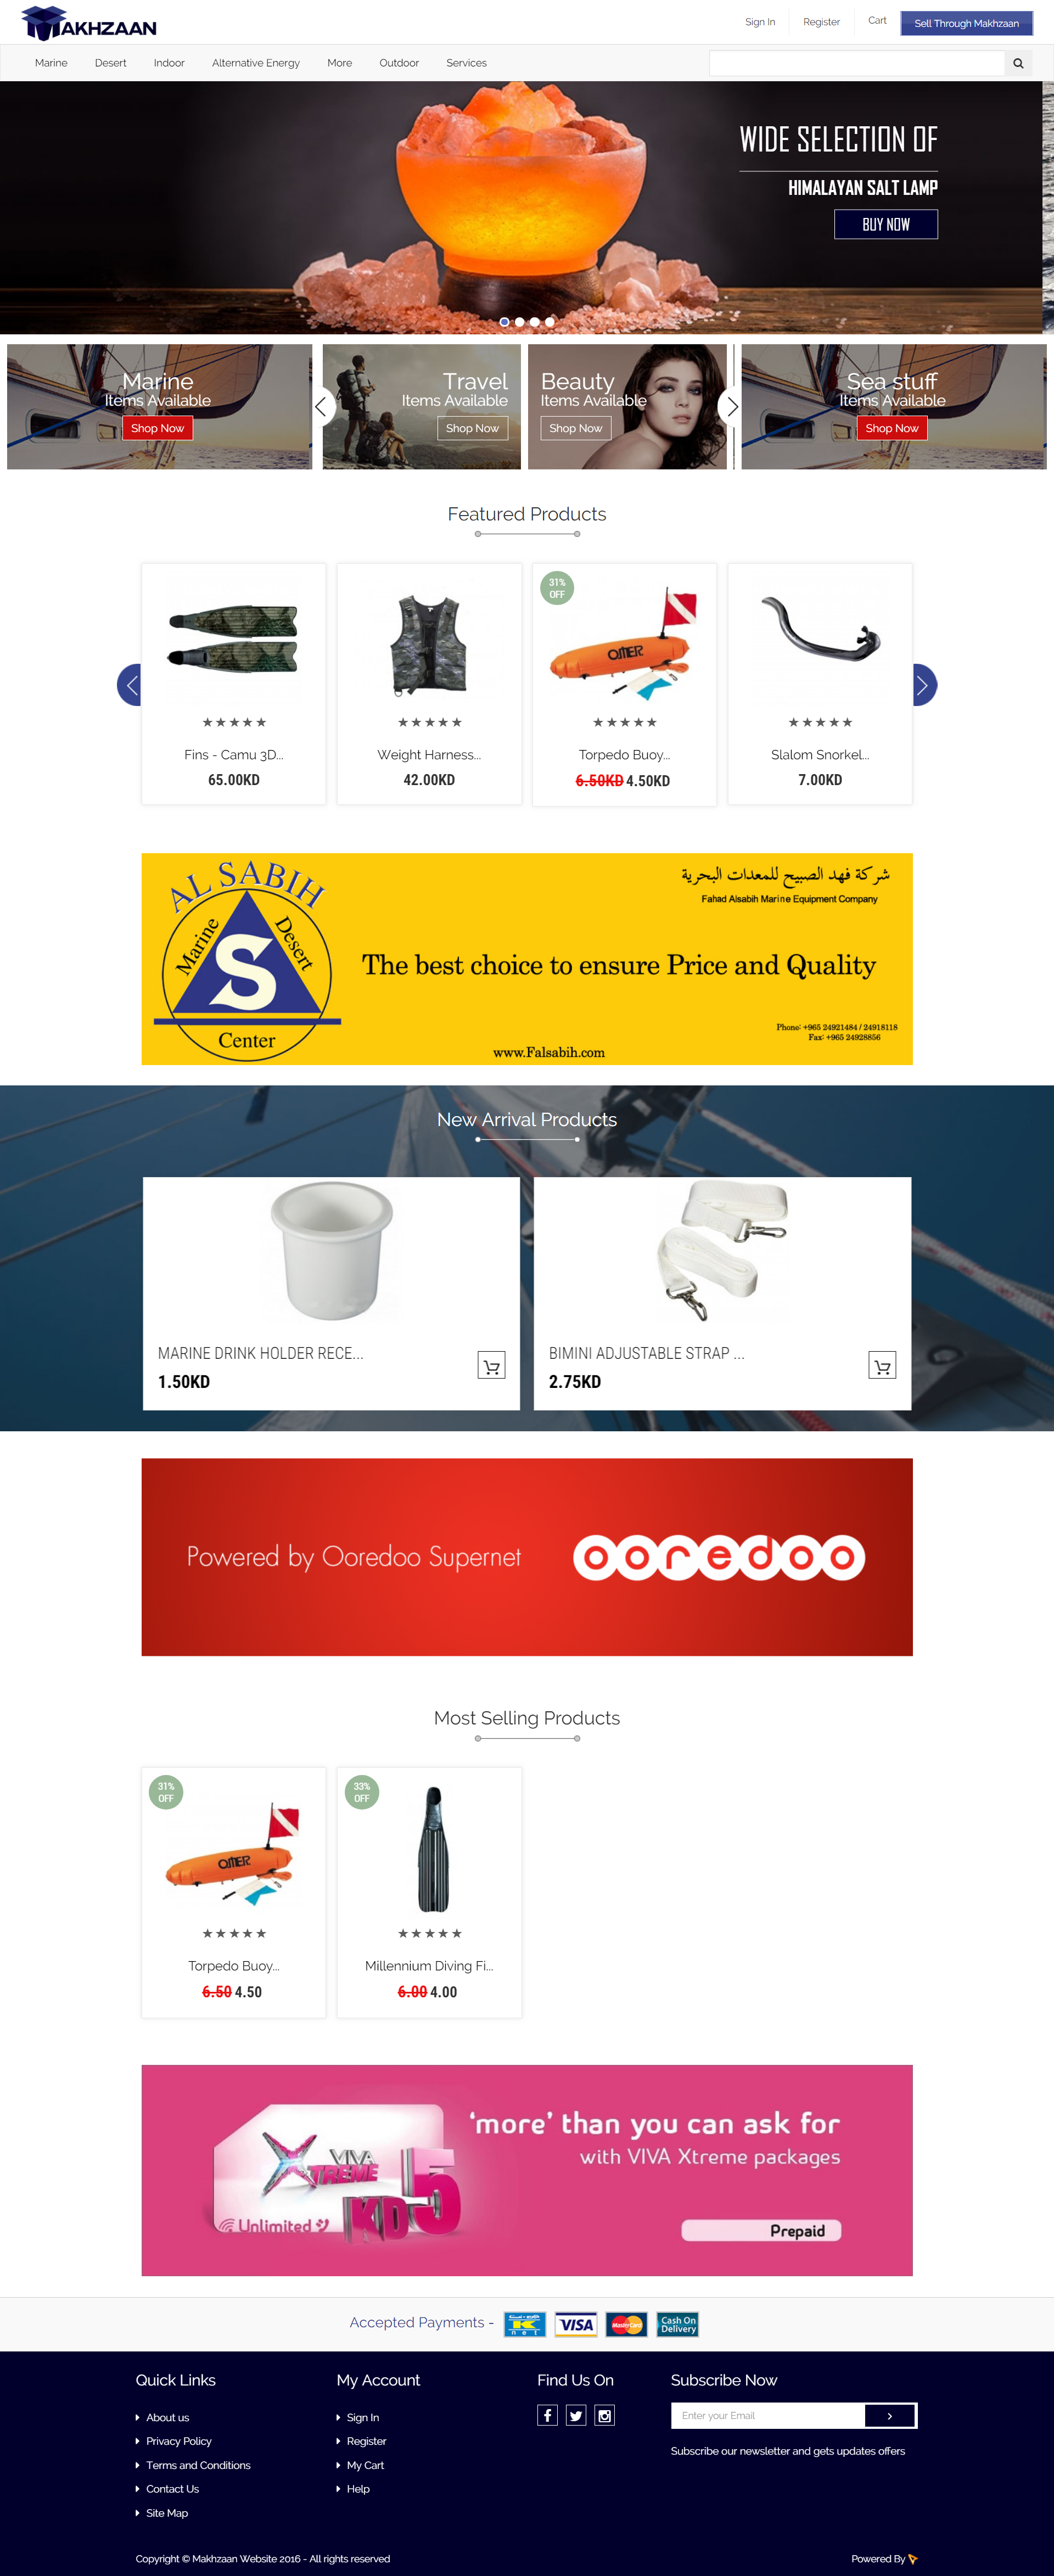 MAKHZAAN
Sign In
Register
Cart
Sell Through Makhzaan
Marine
Desert
Indoor
Alternative Energy
More
Outdoor
Services
WIDE SELECTION OF
HIMALAYAN SALT LAMP
BUY NOW
Marine
Items Available
Shop Now
Travel
Items Available
Shop Now
Beauty
Items Available
Shop Now
Sea stuff
Items Available
Shop Now
Featured Products
31%
OFF
OMER
Fins - Camu 3D...
65.00KD
Weight Harness...
42.00KD
Torpedo Buoy...
6.50KD 4.50KD
Slalom Snorkel...
7.00KD
AL SABIH
Marine
Desert
S
Center
شركة فهد الصبيح للمعدات البحرية
Fahad Alsabih Marine Equipment Company
The best choice to ensure Price and Quality
Phone: +965 24921484 / 24918118
Fax: +965 24928856
www.Falsabih.com
New Arrival Products
MARINE DRINK HOLDER RECE...
1.50KD
BIMINI ADJUSTABLE STRAP ...
2.75KD
Powered by Ooredoo Supernet
ooredoo
Most Selling Products
31%
OFF
OMER
Torpedo Buoy...
6.50 4.50
33%
OFF
Millennium Diving Fi...
6.00 4.00
VIVA
XTREME
Unlimited
KD5
'more' than you can ask for
with VIVA Xtreme packages
Prepaid
Accepted Payments -
K
net
VISA
MasterCard
Cash On
Delivery
Quick Links
About us
Privacy Policy
Terms and Conditions
Contact Us
Site Map
My Account
Sign In
Register
My Cart
Help
Find Us On
Subscribe Now
Enter your Email
Subscribe our newsletter and gets updates offers
Copyright © Makhzaan Website 2016 - All rights reserved
Powered By